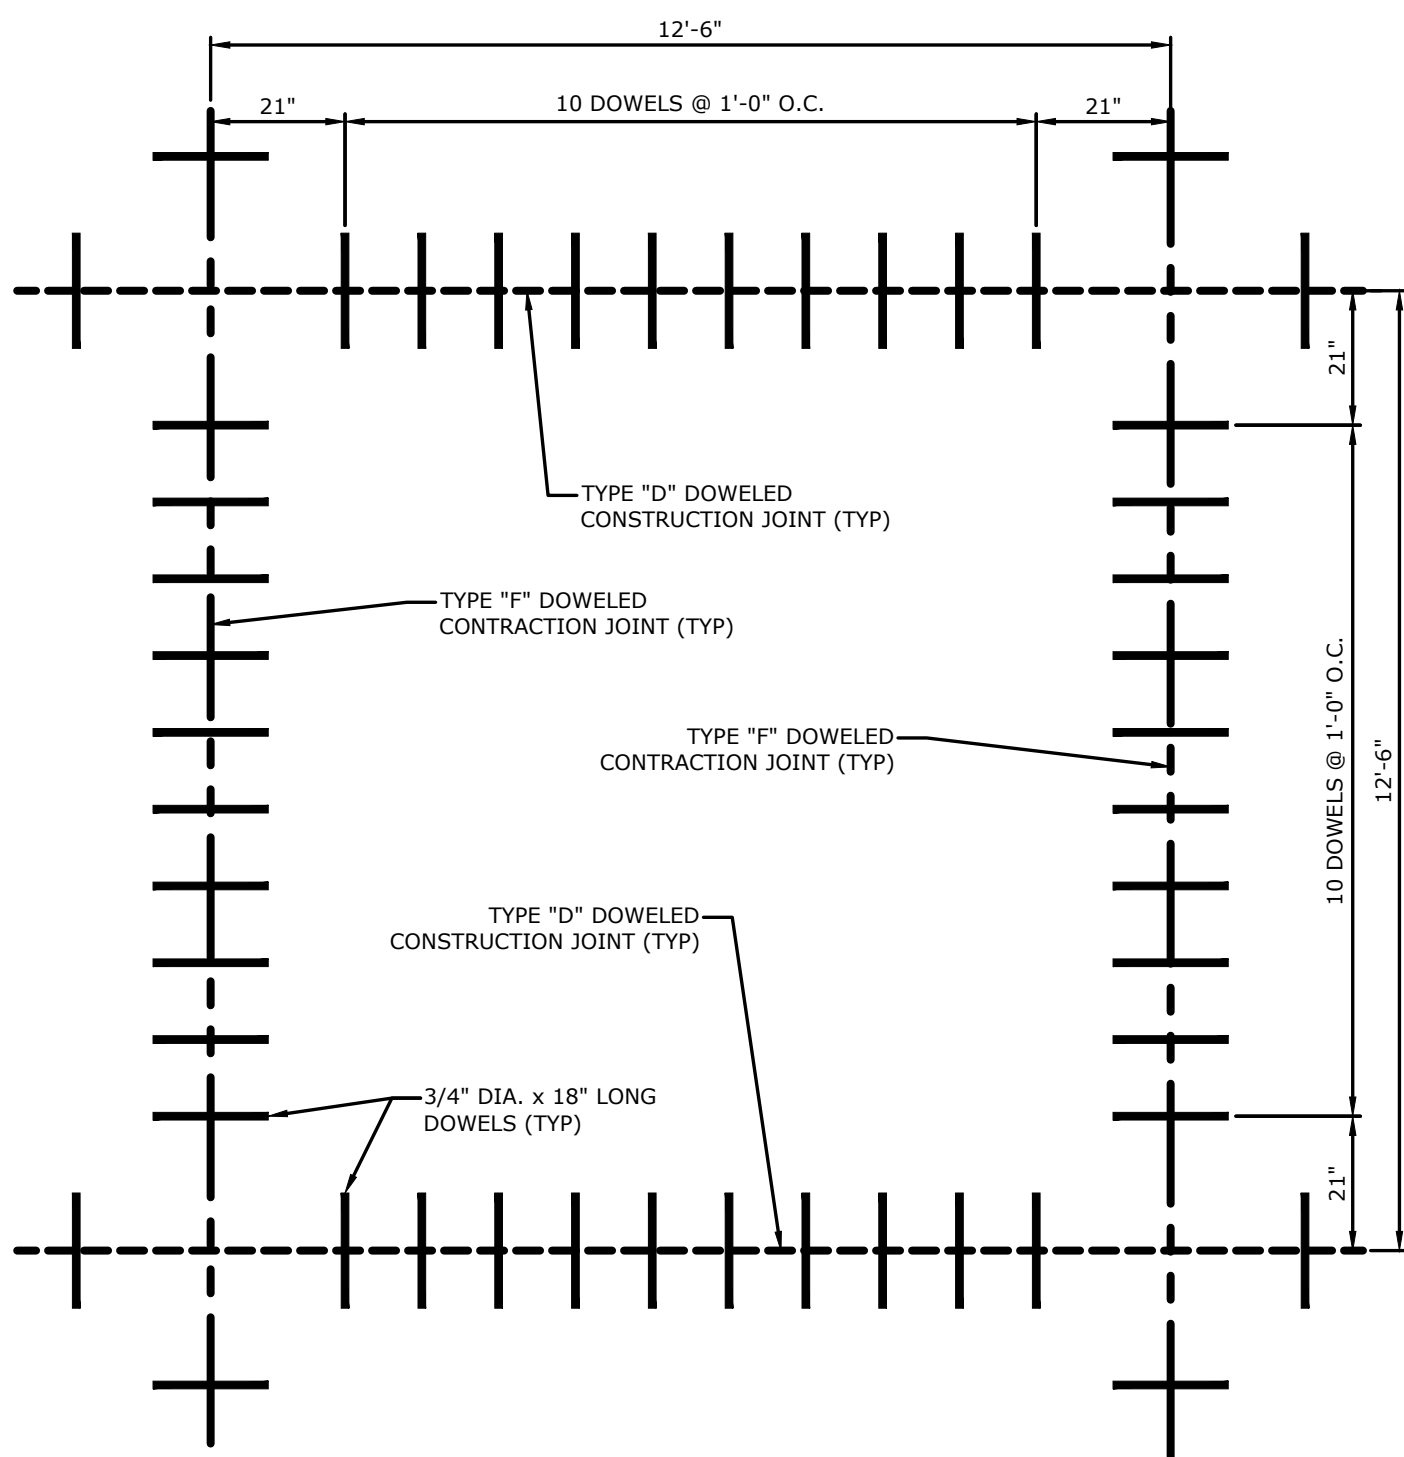 12'-6"
21"
10 DOWELS @ 1'-0" O.C.
21"
21"
TYPE "D" DOWELED
CONSTRUCTION JOINT (TYP)
TYPE "F" DOWELED
CONTRACTION JOINT (TYP)
10 DOWELS @ 1'-0" O.C.
12'-6"
TYPE "F" DOWELED
CONTRACTION JOINT (TYP)
TYPE "D" DOWELED
CONSTRUCTION JOINT (TYP)
3/4" DIA. x 18" LONG
DOWELS (TYP)
21"